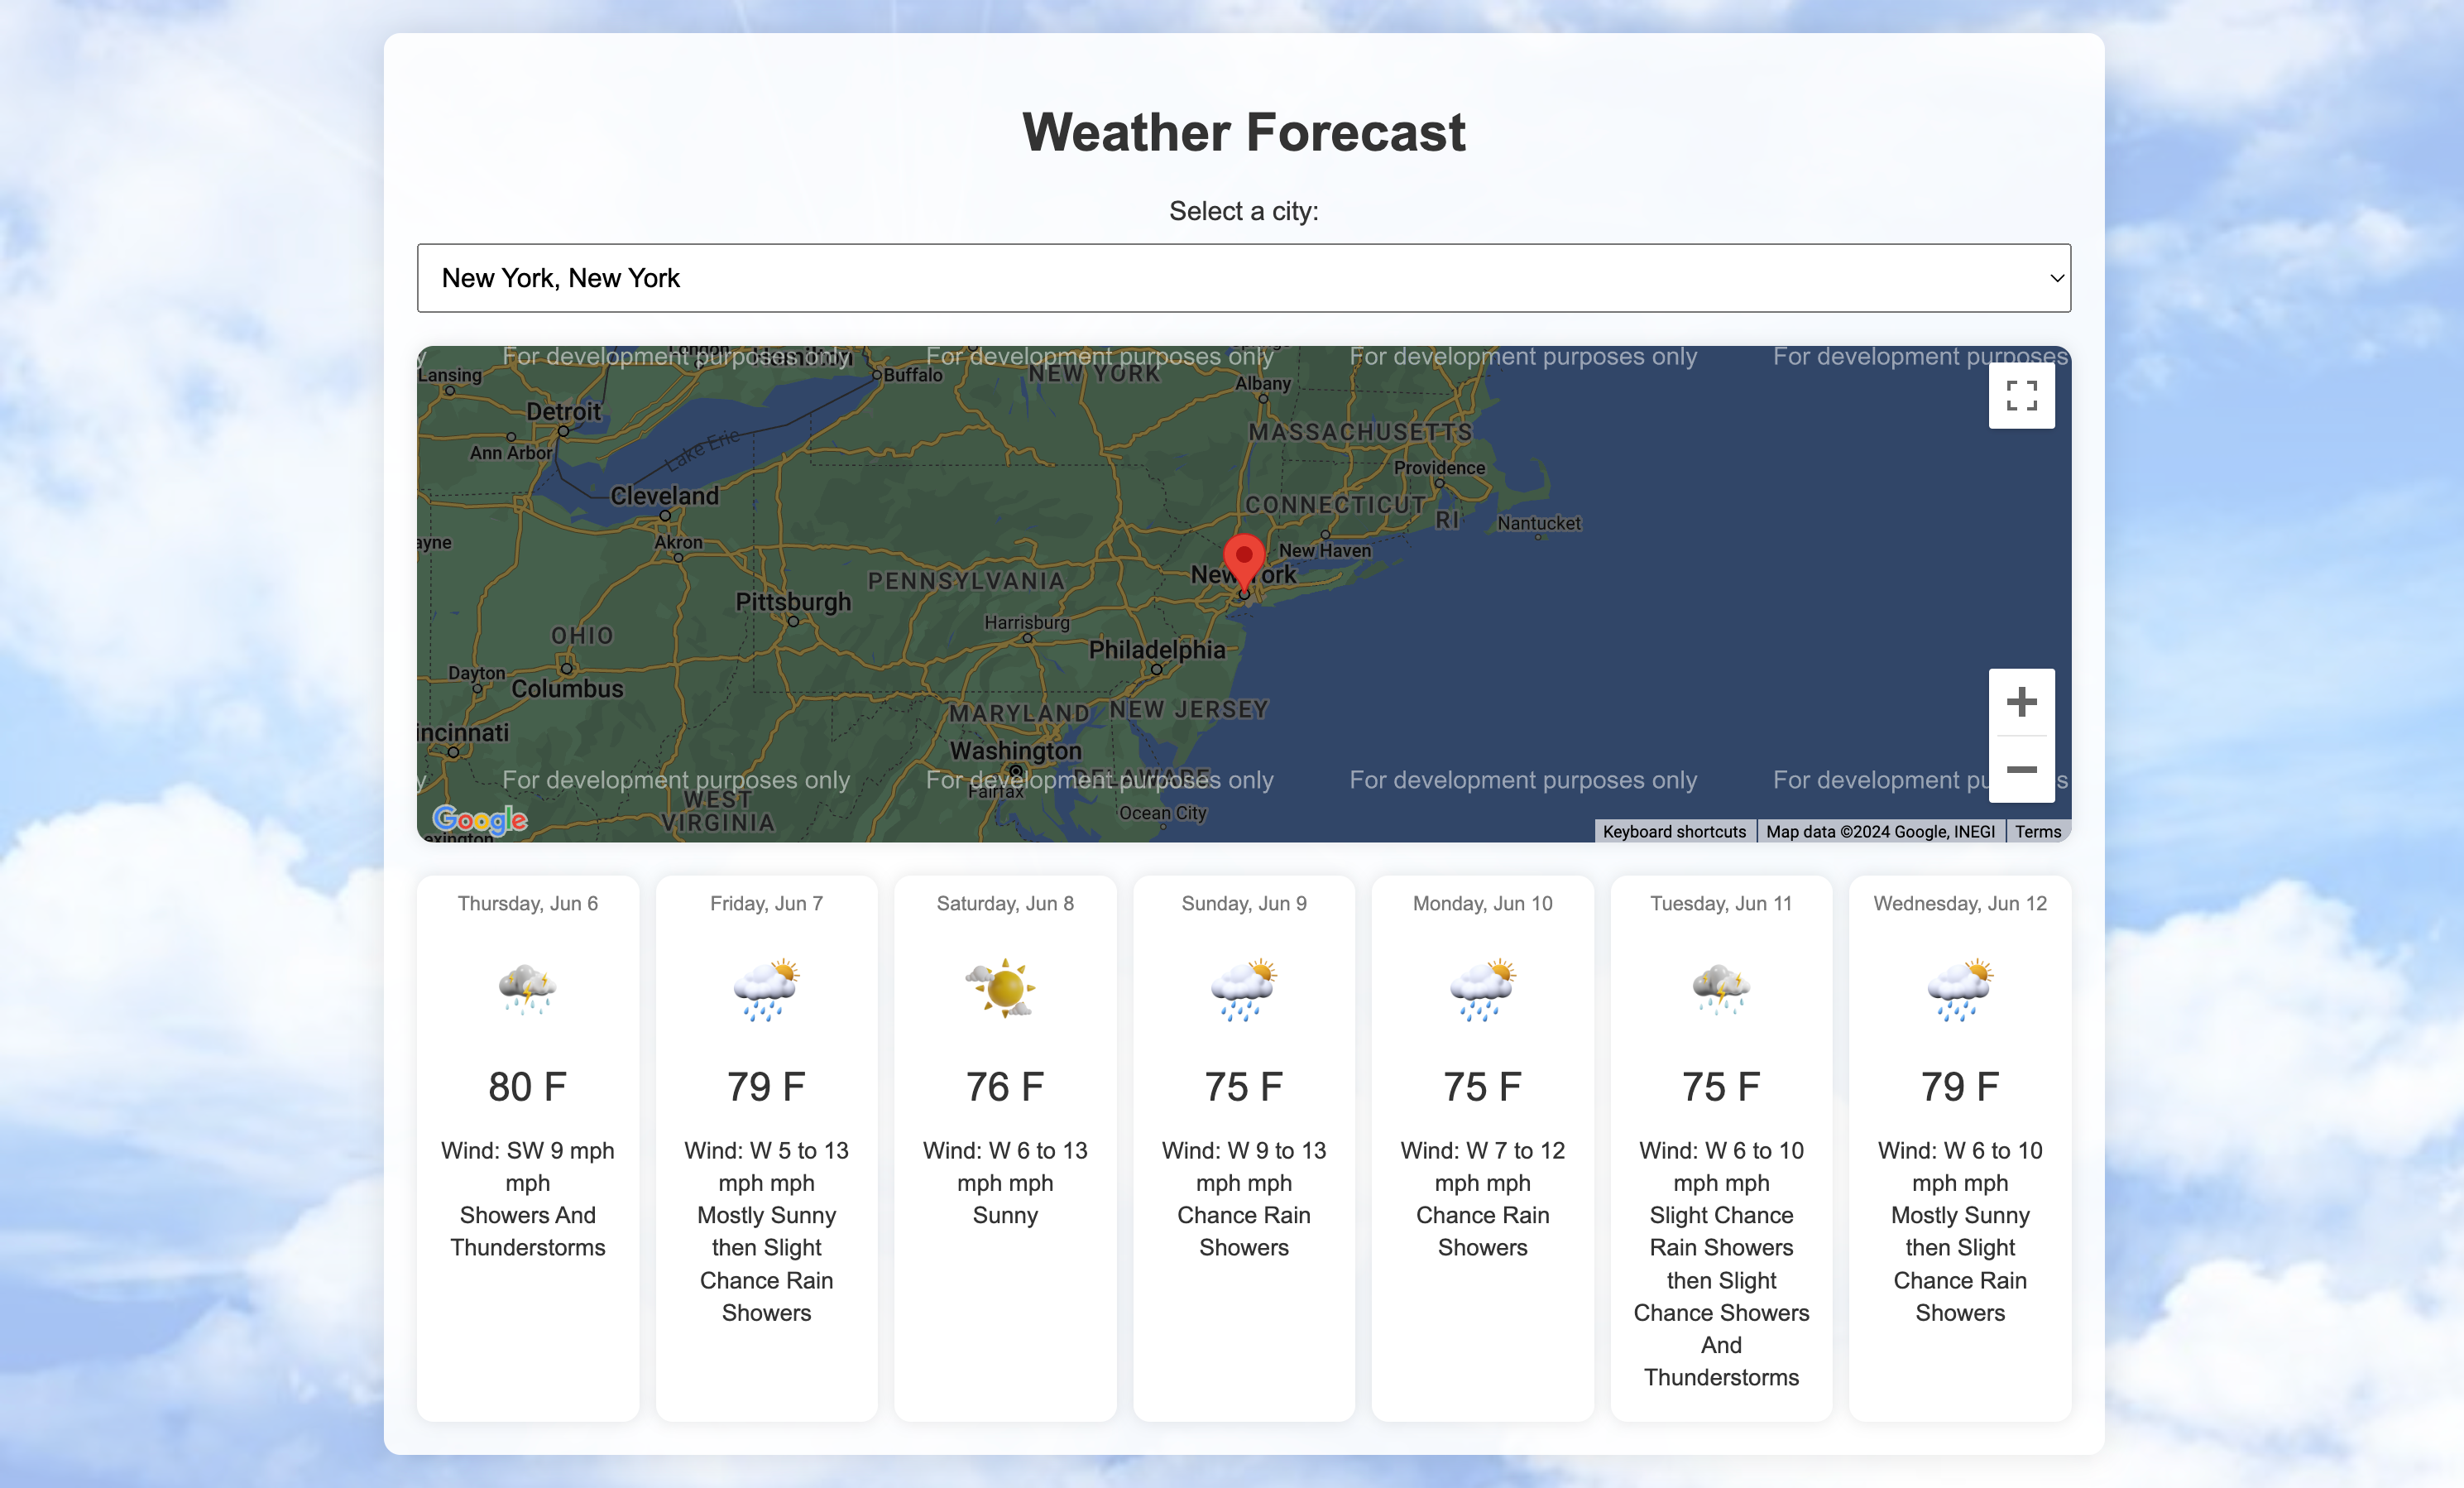 Weather Forecast
Select a city:
New York, New York
For development purposes only
For development purposes only
For development purposes only
For development purposes
London
Hamilton
Lansing
Buffalo
NEW YORK
Albany
Detroit
MASSACHUSETTS
Ann Arbor
Lake Erie
Providence
Cleveland
CONNECTICUT
RI
Nantucket
Akron
ayne
New Haven
New York
PENNSYLVANIA
Pittsburgh
Harrisburg
OHIO
Philadelphia
Dayton
Columbus
MARYLAND
NEW JERSEY
incinnati
Washington
DELAWARE
For development purposes only
For development purposes only
For development purposes only
For development pu s
Fairfax
WEST
VIRGINIA
Ocean City
Google
exington
Keyboard shortcuts
Map data ©2024 Google, INEGI
Terms
Thursday, Jun 6
80 F
Wind: SW 9 mph
mph
Showers And
Thunderstorms
Friday, Jun 7
79 F
Wind: W 5 to 13
mph mph
Mostly Sunny
then Slight
Chance Rain
Showers
Saturday, Jun 8
76 F
Wind: W 6 to 13
mph mph
Sunny
Sunday, Jun 9
75 F
Wind: W 9 to 13
mph mph
Chance Rain
Showers
Monday, Jun 10
75 F
Wind: W 7 to 12
mph mph
Chance Rain
Showers
Tuesday, Jun 11
75 F
Wind: W 6 to 10
mph mph
Slight Chance
Rain Showers
then Slight
Chance Showers
And
Thunderstorms
Wednesday, Jun 12
79 F
Wind: W 6 to 10
mph mph
Mostly Sunny
then Slight
Chance Rain
Showers